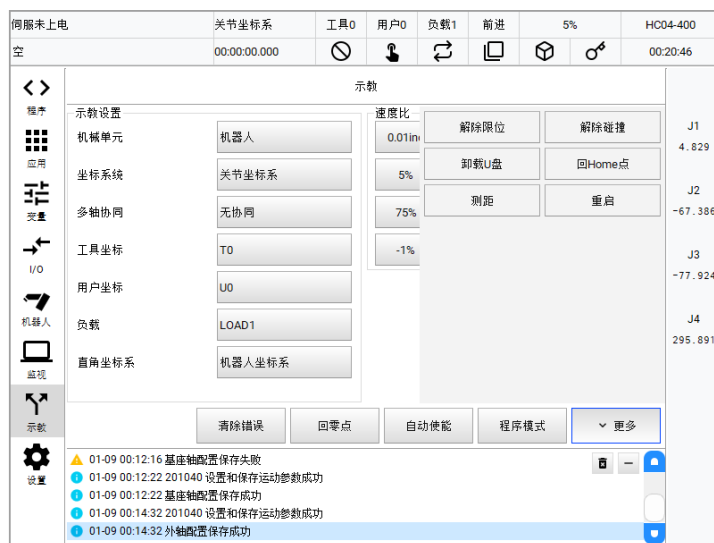 伺服未上电 关节坐标系 工具0 用户0 负载1 前进 5% HC04-400
空 00:00:00.000 00:20:46
程序
应用
变量
I/O
机器人
监视
示教
设置
示教
示教设置
机械单元 机器人
坐标系统 关节坐标系
多轴协同 无协同
工具坐标 T0
用户坐标 U0
负载 LOAD1
直角坐标系 机器人坐标系
速度比
0.01in
5%
75%
-1%
解除限位 解除碰撞
卸载U盘 回Home点
测距 重启
J1
4.829
J2
-67.386
J3
-77.924
J4
295.891
清除错误 回零点 自动使能 程序模式 更多
01-09 00:12:16 基座轴配置保存失败
01-09 00:12:22 201040 设置和保存运动参数成功
01-09 00:12:22 基座轴配置保存成功
01-09 00:14:32 201040 设置和保存运动参数成功
01-09 00:14:32 外轴配置保存成功